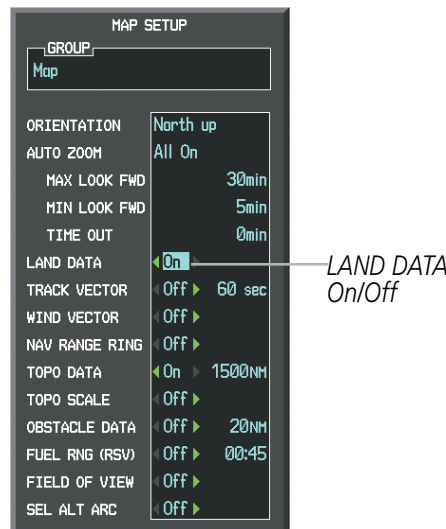 MAP SETUP
GROUP
Map
ORIENTATION North up
AUTO ZOOM All On
MAX LOOK FWD 30min
MIN LOOK FWD 5min
TIME OUT 0min
LAND DATA On
LAND DATA
On/Off
TRACK VECTOR Off 60 sec
WIND VECTOR Off
NAV RANGE RING Off
TOPO DATA On 1500NM
TOPO SCALE Off
OBSTACLE DATA Off 20NM
FUEL RNG (RSV) Off 00:45
FIELD OF VIEW Off
SEL ALT ARC Off